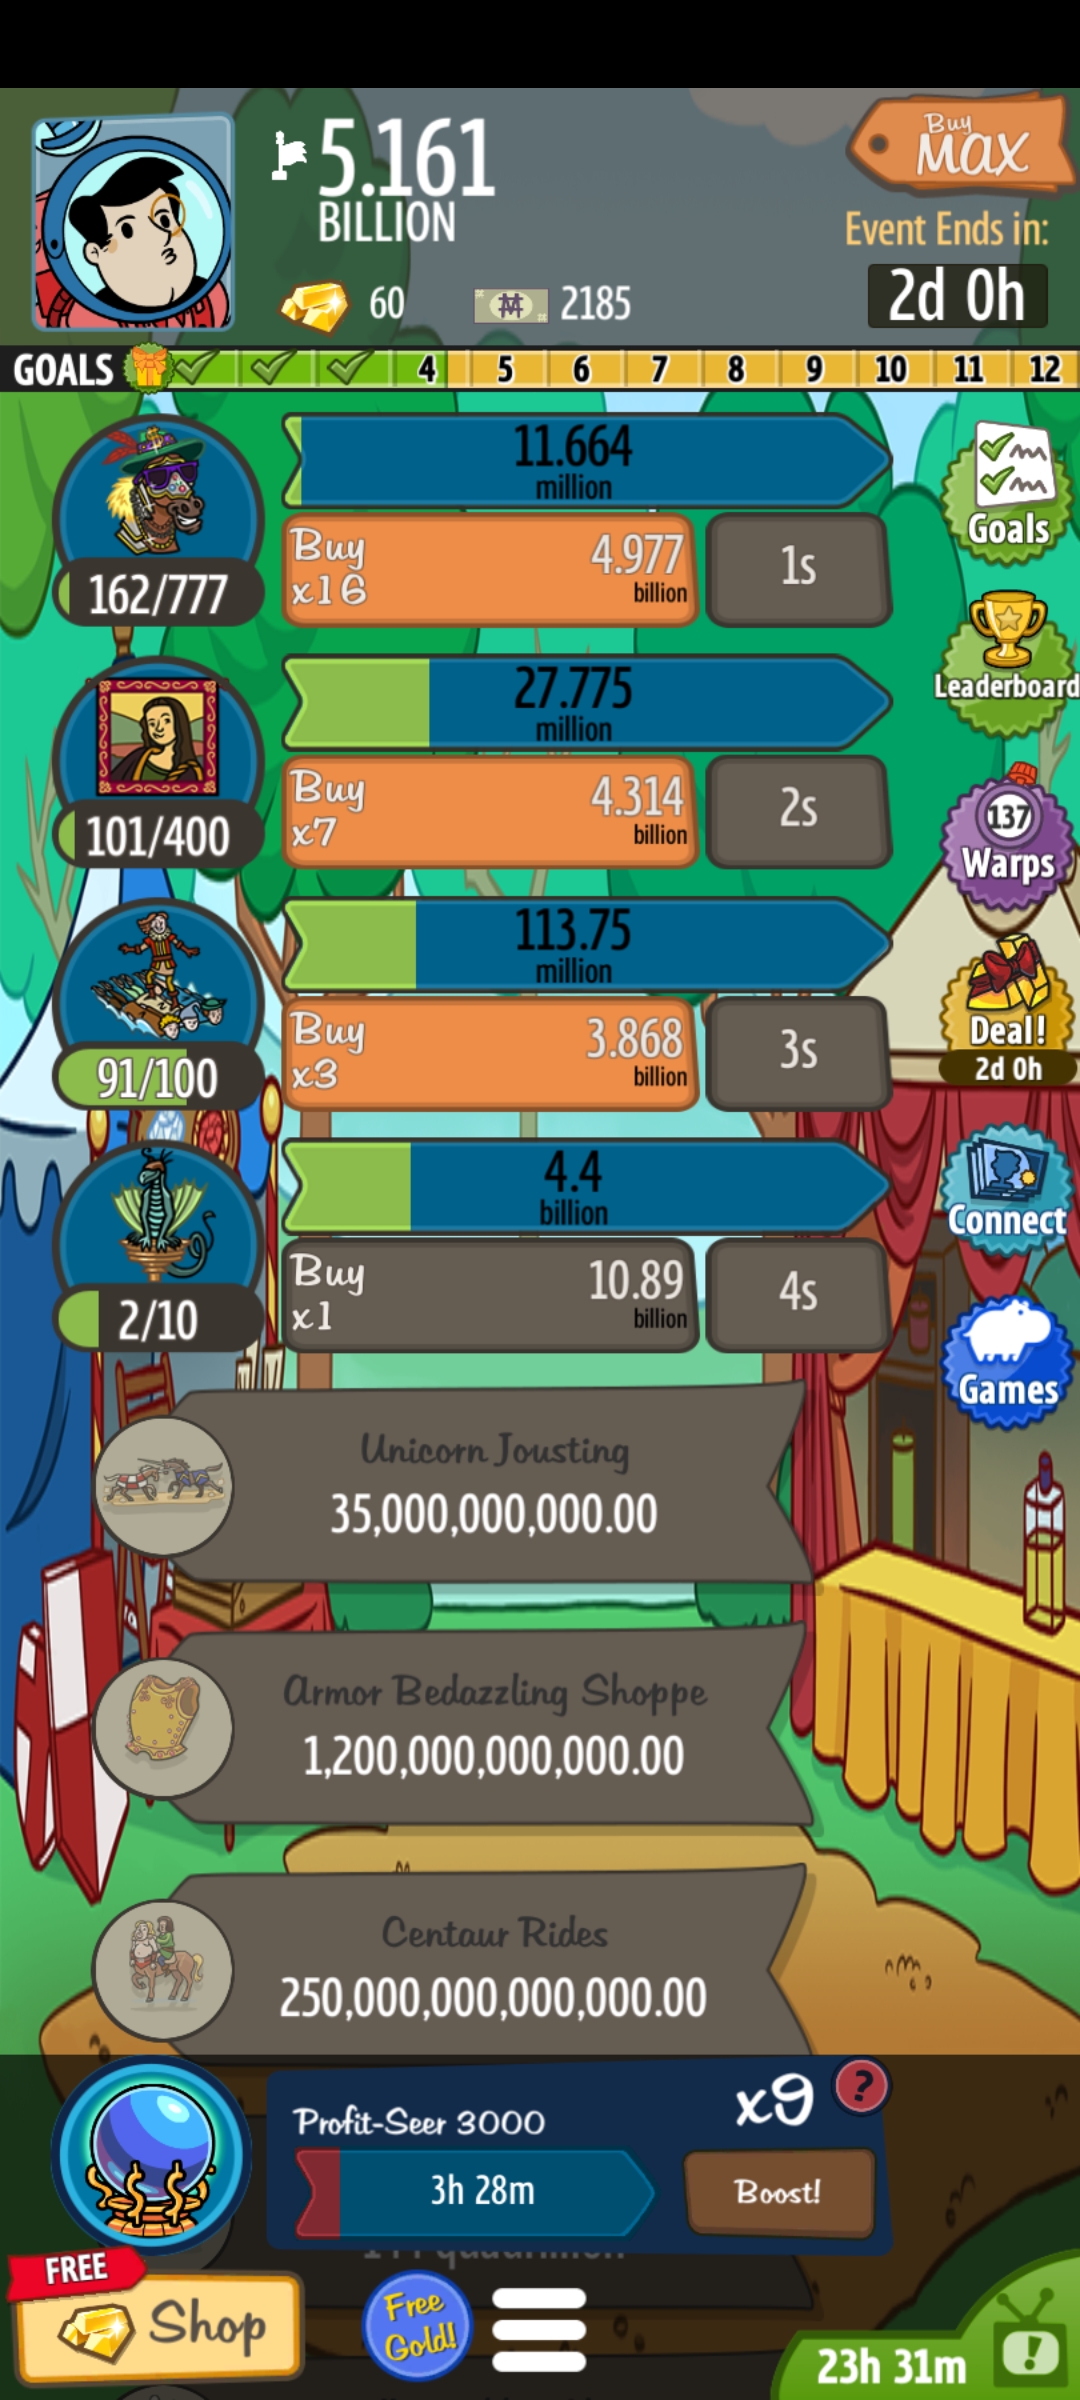 5.161
BILLION
Buy
MAX
Event Ends in:
2d 0h
60
2185
GOALS 4 5 6 7 8 9 10 11 12
11.664
million
Buy
x16
4.977
billion
1s
162/777
Goals
Leaderboard
27.775
million
Buy
x7
4.314
billion
2s
101/400
137
Warps
113.75
million
Buy
x3
3.868
billion
3s
91/100
Deal!
2d 0h
4.4
billion
Buy
x1
10.89
billion
4s
2/10
Connect
Games
Unicorn Jousting
35,000,000,000.00
Armor Bedazzling Shoppe
1,200,000,000,000.00
Centaur Rides
250,000,000,000,000.00
Profit-Seer 3000
x9
?
3h 28m
Boost!
FREE
Shop
Free
Gold!
23h 31m
!